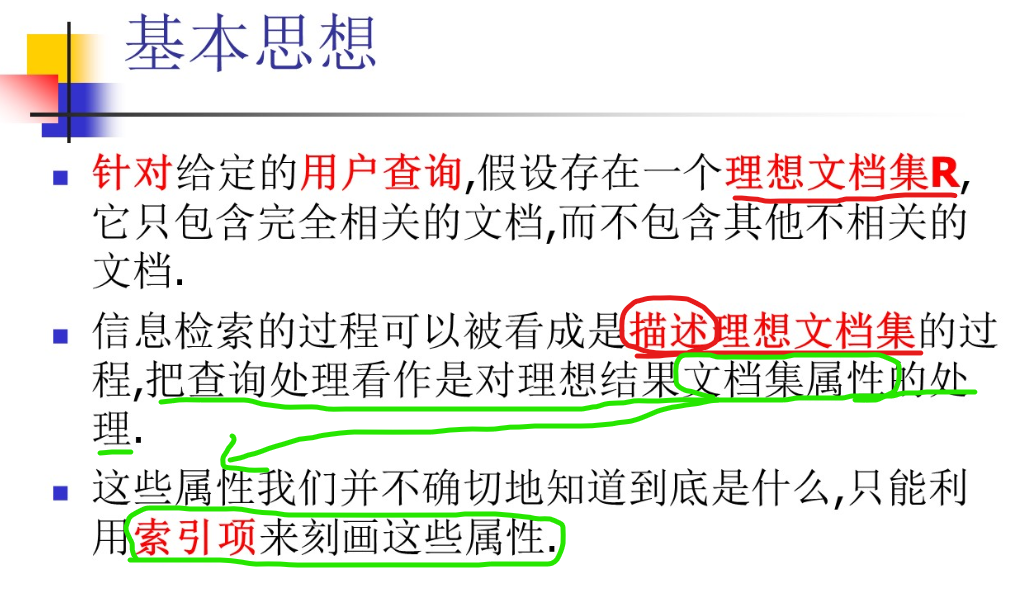 基本思想
针对给定的用户查询,假设存在一个理想文档集R,
它只包含完全相关的文档,而不包含其他不相关的
文档.
信息检索的过程可以被看成是描述理想文档集的过
程,把查询处理看作是对理想结果文档集属性的处
理.
这些属性我们并不确切地知道到底是什么,只能利
用索引项来刻画这些属性.